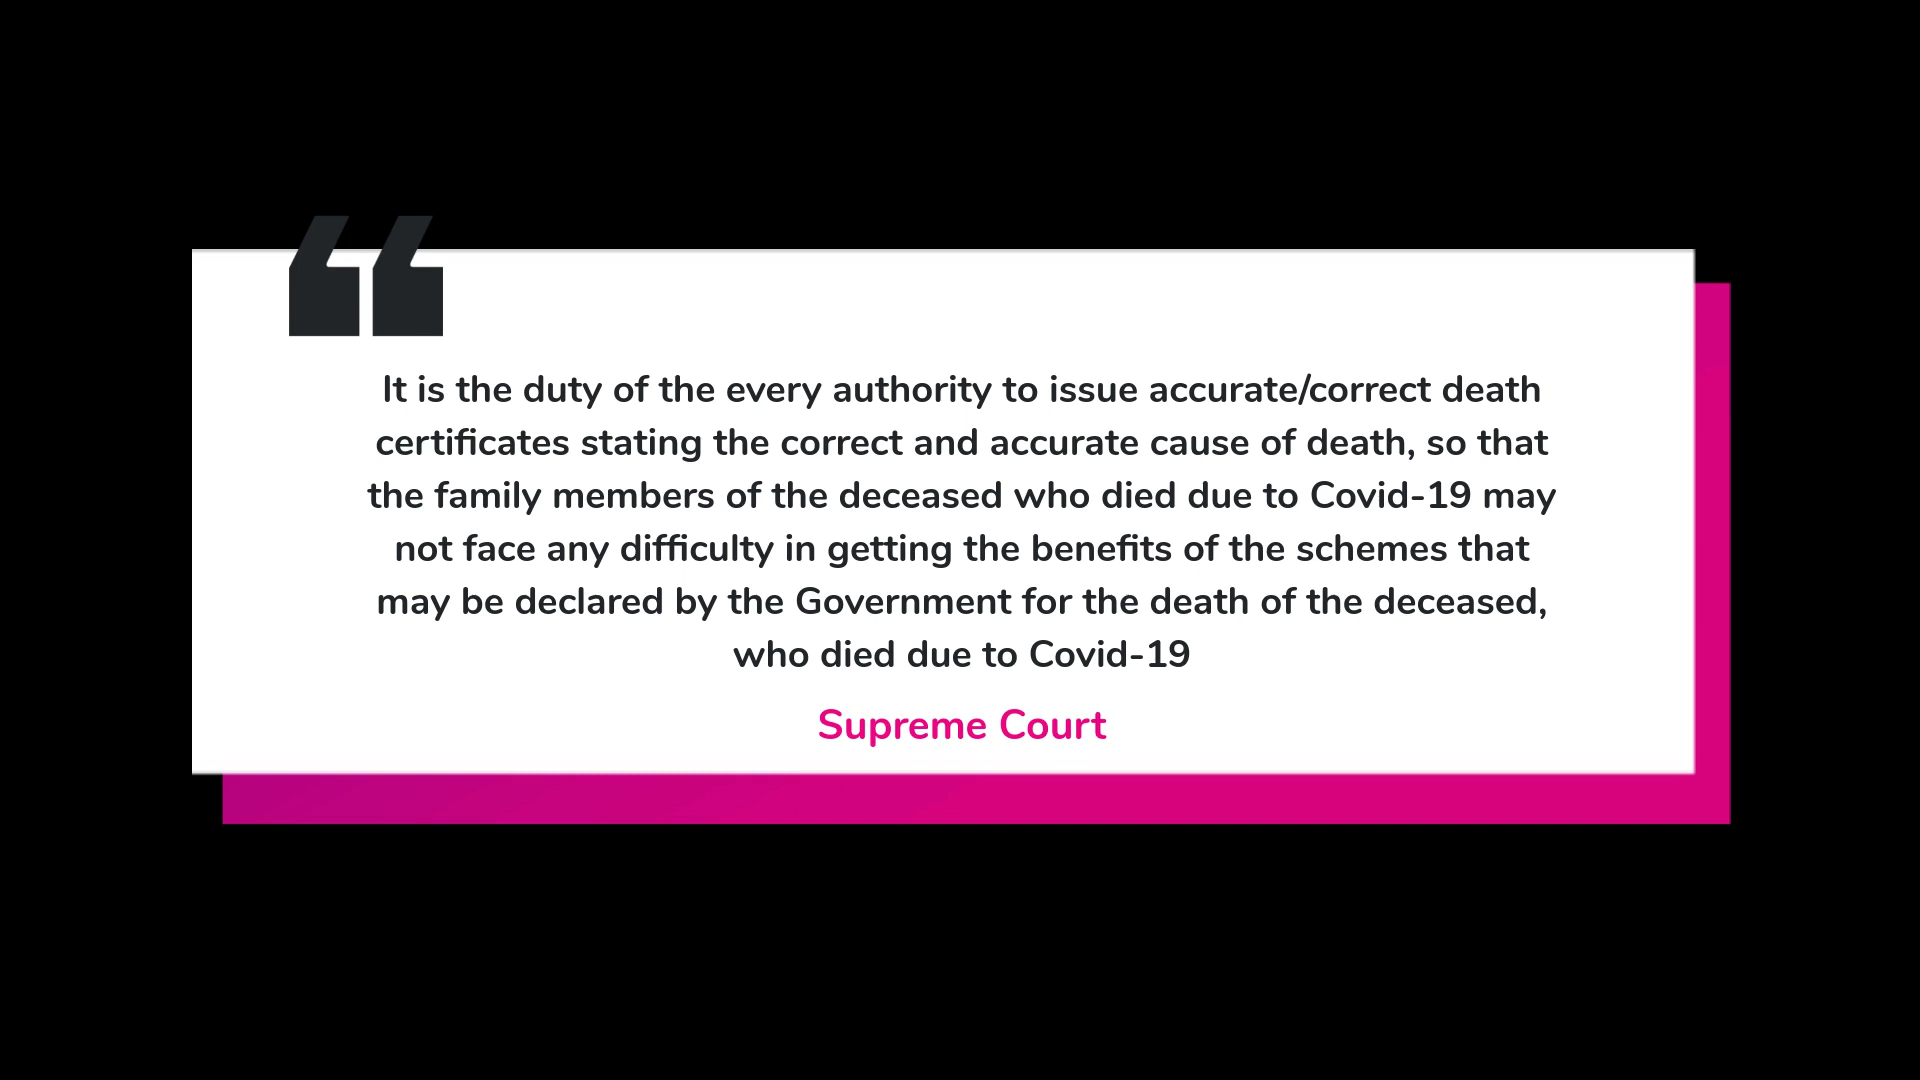 It is the duty of the every authority to issue accurate/correct death
certificates stating the correct and accurate cause of death, so that
the family members of the deceased who died due to Covid-19 may
not face any difficulty in getting the benefits of the schemes that
may be declared by the Government for the death of the deceased,
who died due to Covid-19
Supreme Court